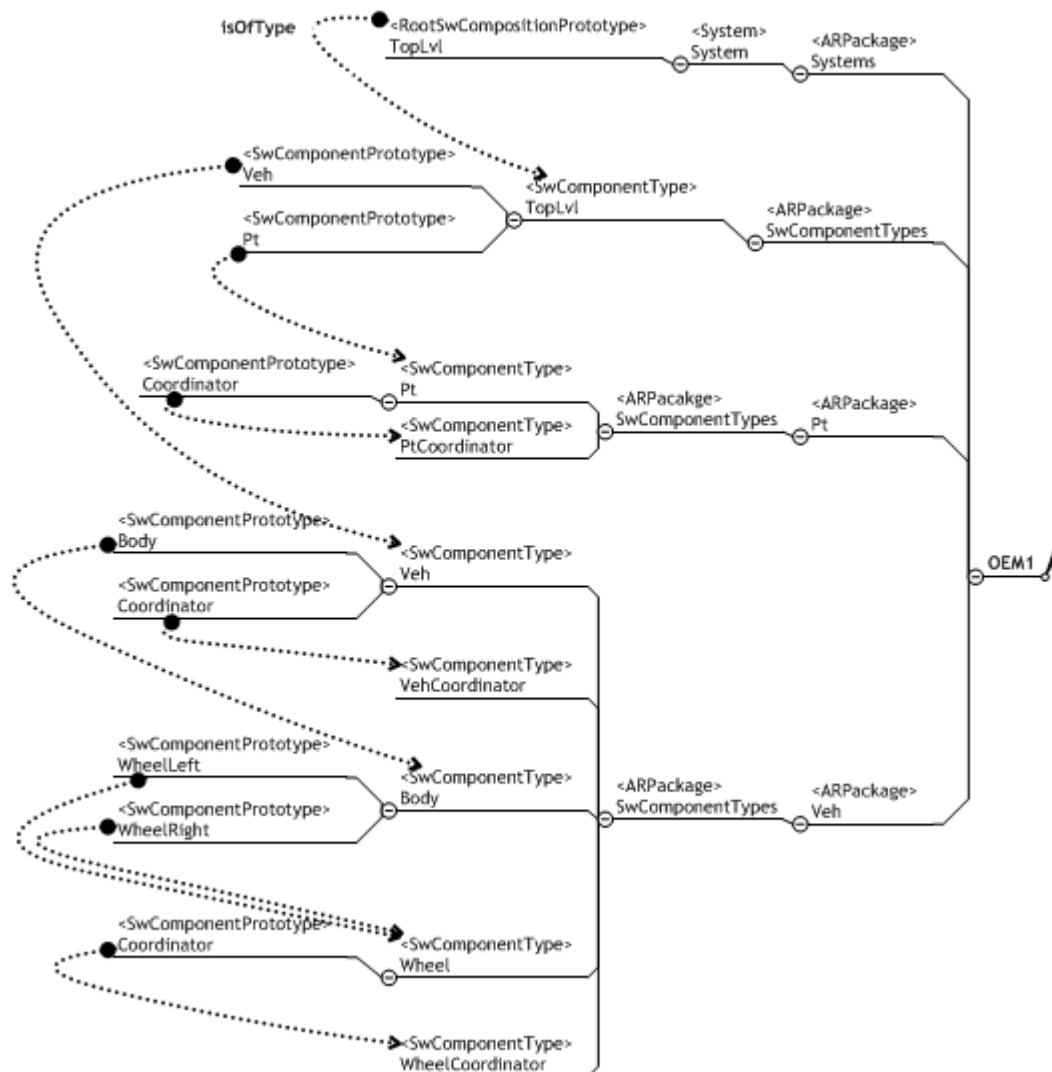 isOfType
<RootSwCompositionPrototype>
TopLvl
<System>
System
<ARPackage>
Systems
<SwComponentPrototype>
Veh
<SwComponentPrototype>
Pt
<SwComponentType>
TopLvl
<ARPackage>
SwComponentTypes
<SwComponentPrototype>
Coordinator
<SwComponentType>
Pt
<SwComponentType>
PtCoordinator
<ARPacakge>
SwComponentTypes
<ARPackage>
Pt
<SwComponentPrototype>
Body
<SwComponentPrototype>
Coordinator
<SwComponentType>
Veh
OEM1
<SwComponentType>
VehCoordinator
<SwComponentPrototype>
WheelLeft
<SwComponentPrototype>
WheelRight
<SwComponentType>
Body
<ARPackage>
SwComponentTypes
<ARPackage>
Veh
<SwComponentPrototype>
Coordinator
<SwComponentType>
Wheel
<SwComponentType>
WheelCoordinator